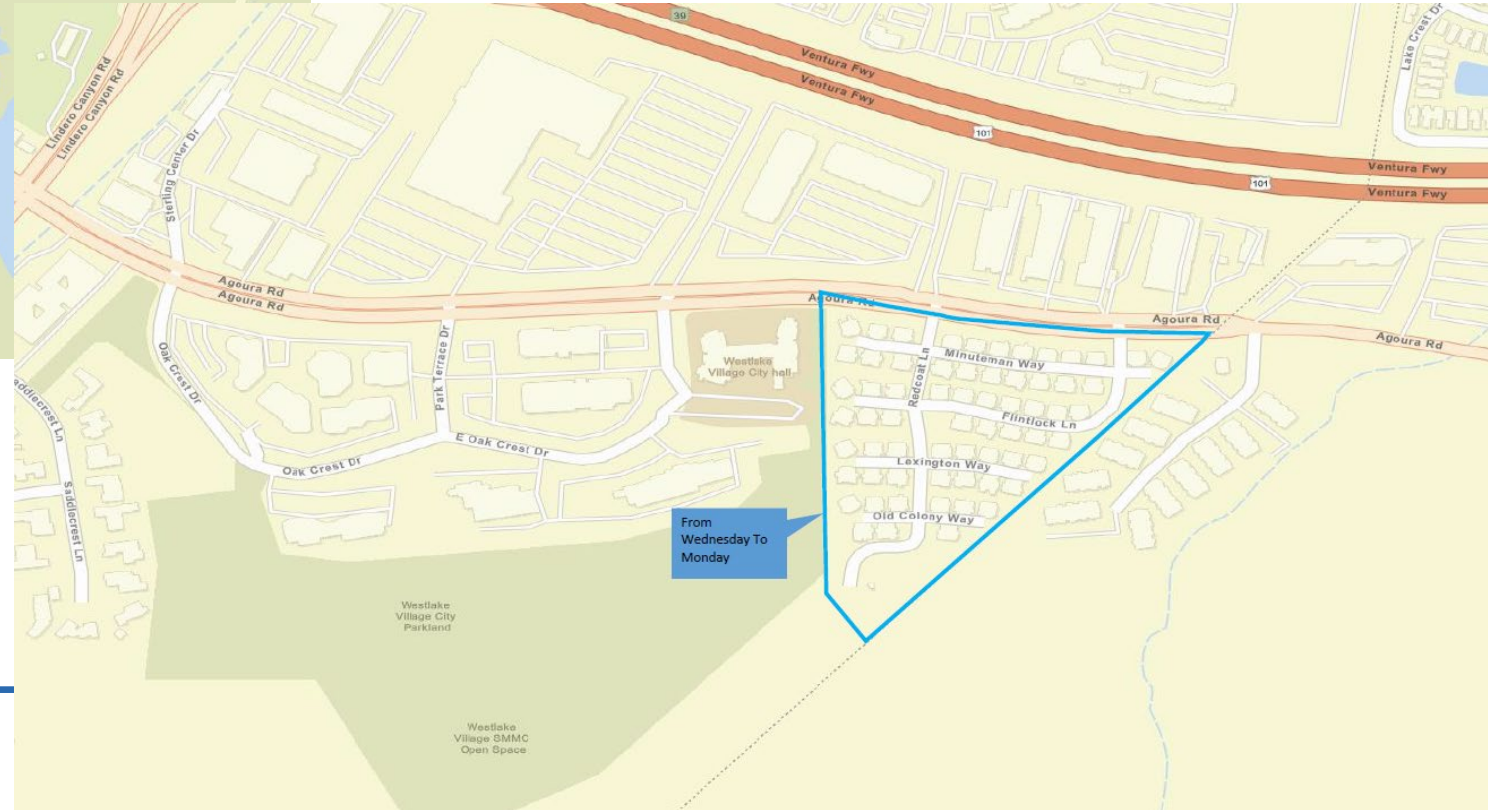 39
Ventura Fwy
Ventura Fwy
Lake Crest Dr
Lindero Canyon Rd
Lindero Canyon Rd
101
Ventura Fwy
101
Ventura Fwy
Sterling Center Dr
Agoura Rd
Agoura Rd
Agoura Rd
Agoura Rd
Agoura Rd
Oak Crest Dr
Park Terrace Dr
Westlake
Village City hall
Redcoat Ln
Minuteman Way
Flintlock Ln
E Oak Crest Dr
Oak Crest Dr
Lexington Way
Saddlecrest Ln
Saddlecrest Ln
Old Colony Way
From
Wednesday To
Monday
Westlake
Village City
Parkland
Westlake
Village SMMC
Open Space